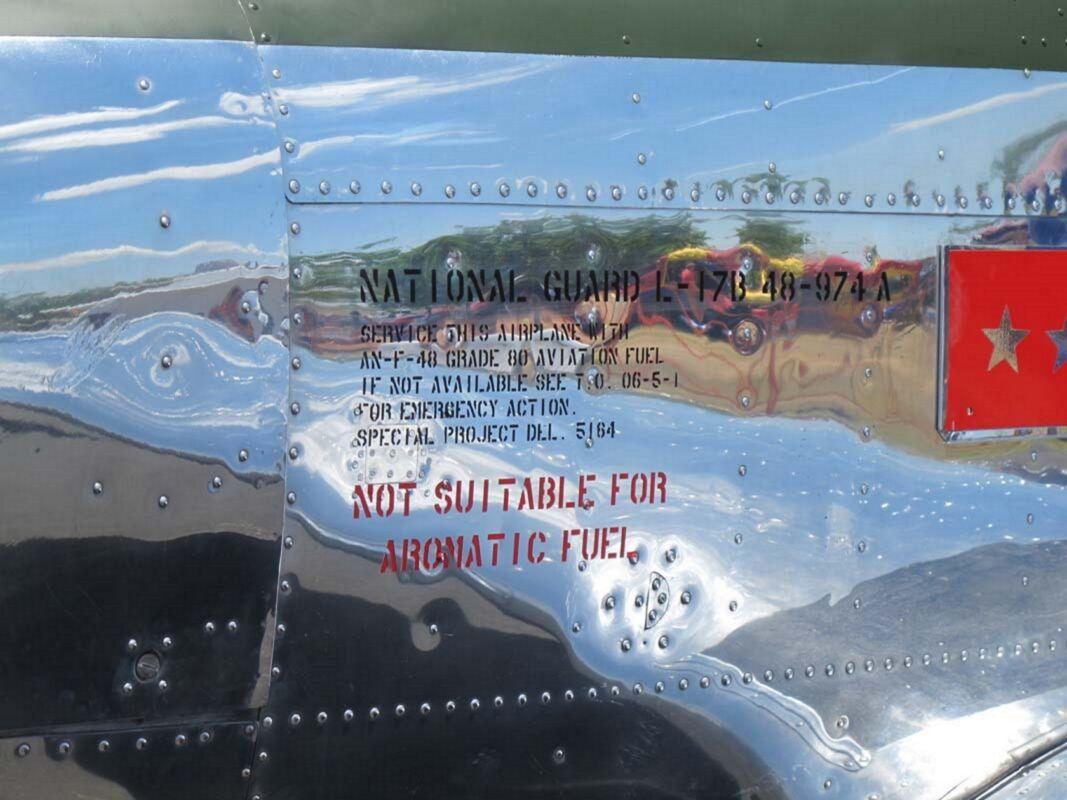 NATIONAL GUARD L-17B 48-974A
SERVICE THIS AIRPLANE WITH
AN-F-48 GRADE 80 AVIATION FUEL
IF NOT AVAILABLE SEE T.O. 06-5-1
FOR EMERGENCY ACTION.
SPECIAL PROJECT DEL. 5164
NOT SUITABLE FOR
AROMATIC FUEL